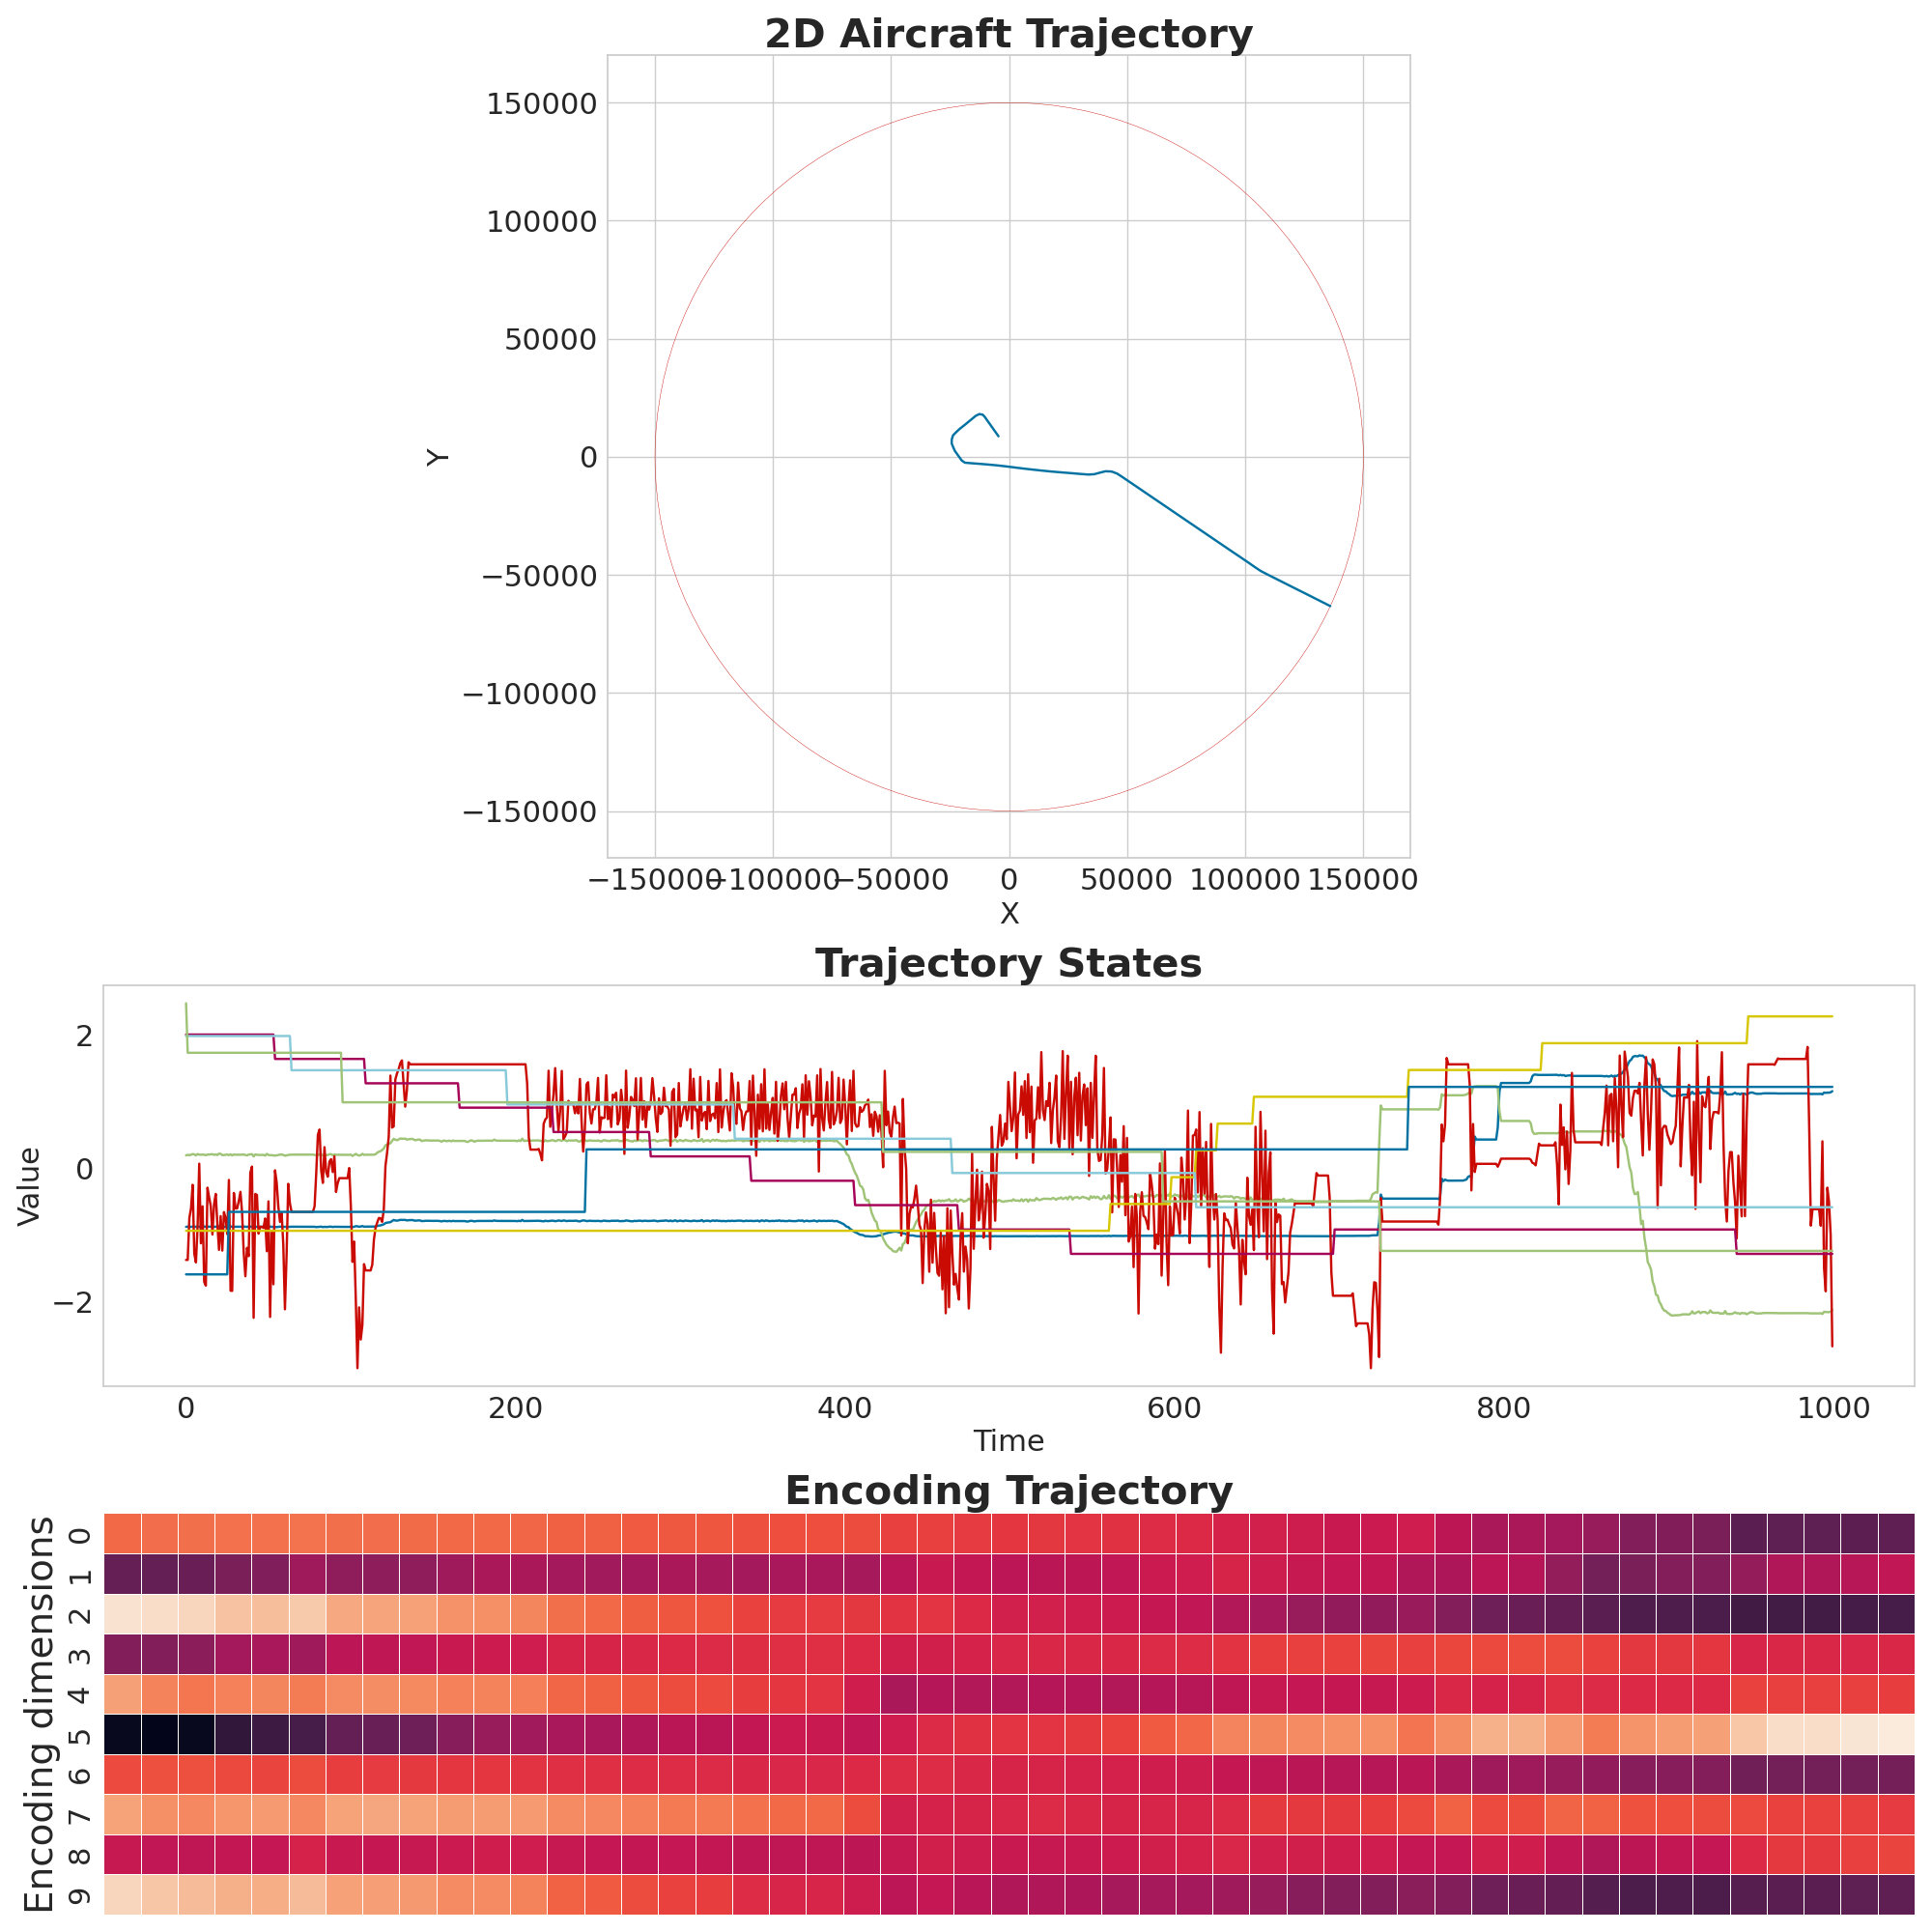 2D Aircraft Trajectory
150000
100000
50000
0
−50000
−100000
−150000
Y
−150000 −100000 −50000 0 50000 100000 150000
X
Trajectory States
2
0
−2
Value
0 200 400 600 800 1000
Time
Encoding Trajectory
Encoding dimensions
0
1
2
3
4
5
6
7
8
9